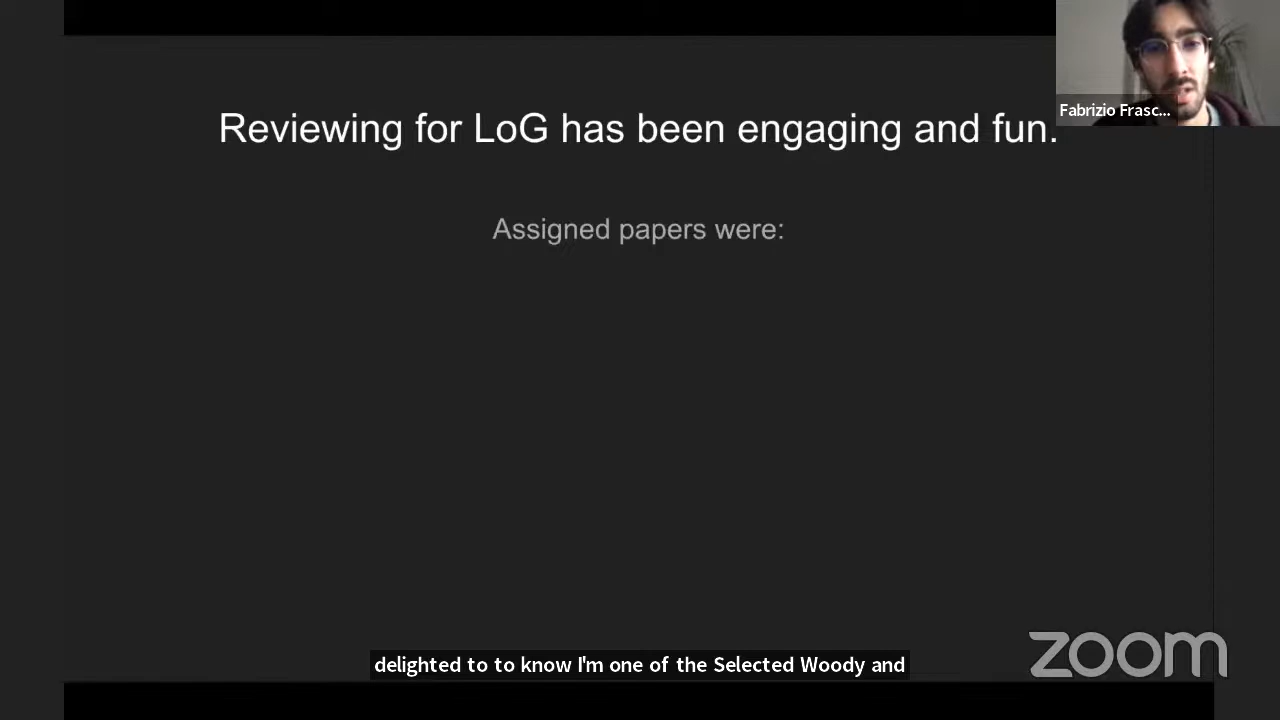 Reviewing for LoG has been engaging and fun.
Fabrizio Frasc...
Assigned papers were:
delighted to to know I'm one of the Selected Woody and
zoom